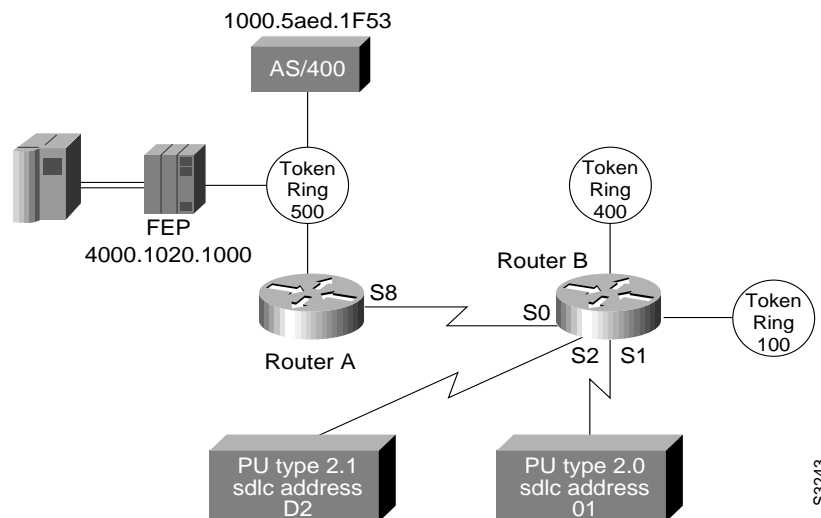 1000.5aed.1F53
AS/400
Token
Ring
500
Token
Ring
400
FEP
4000.1020.1000
Router B
S8
S0
Token
Ring
100
Router A
S2
S1
PU type 2.1
sdlc address
D2
PU type 2.0
sdlc address
01
S3243